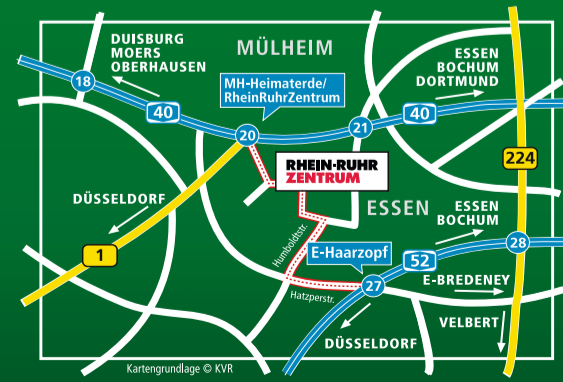 DUISBURG
MOERS
OBERHAUSEN
MÜLHEIM
ESSEN
BOCHUM
DORTMUND
18
40
MH-Heimaterde/
RheinRuhrZentrum
20
21
40
224
RHEIN-RUHR
ZENTRUM
DÜSSELDORF
1
ESSEN
ESSEN
BOCHUM
Humboldtstr.
E-Haarzopf
52
28
27
E-BREDENEY
Hatzperstr.
VELBERT
DÜSSELDORF
Kartengrundlage © KVR